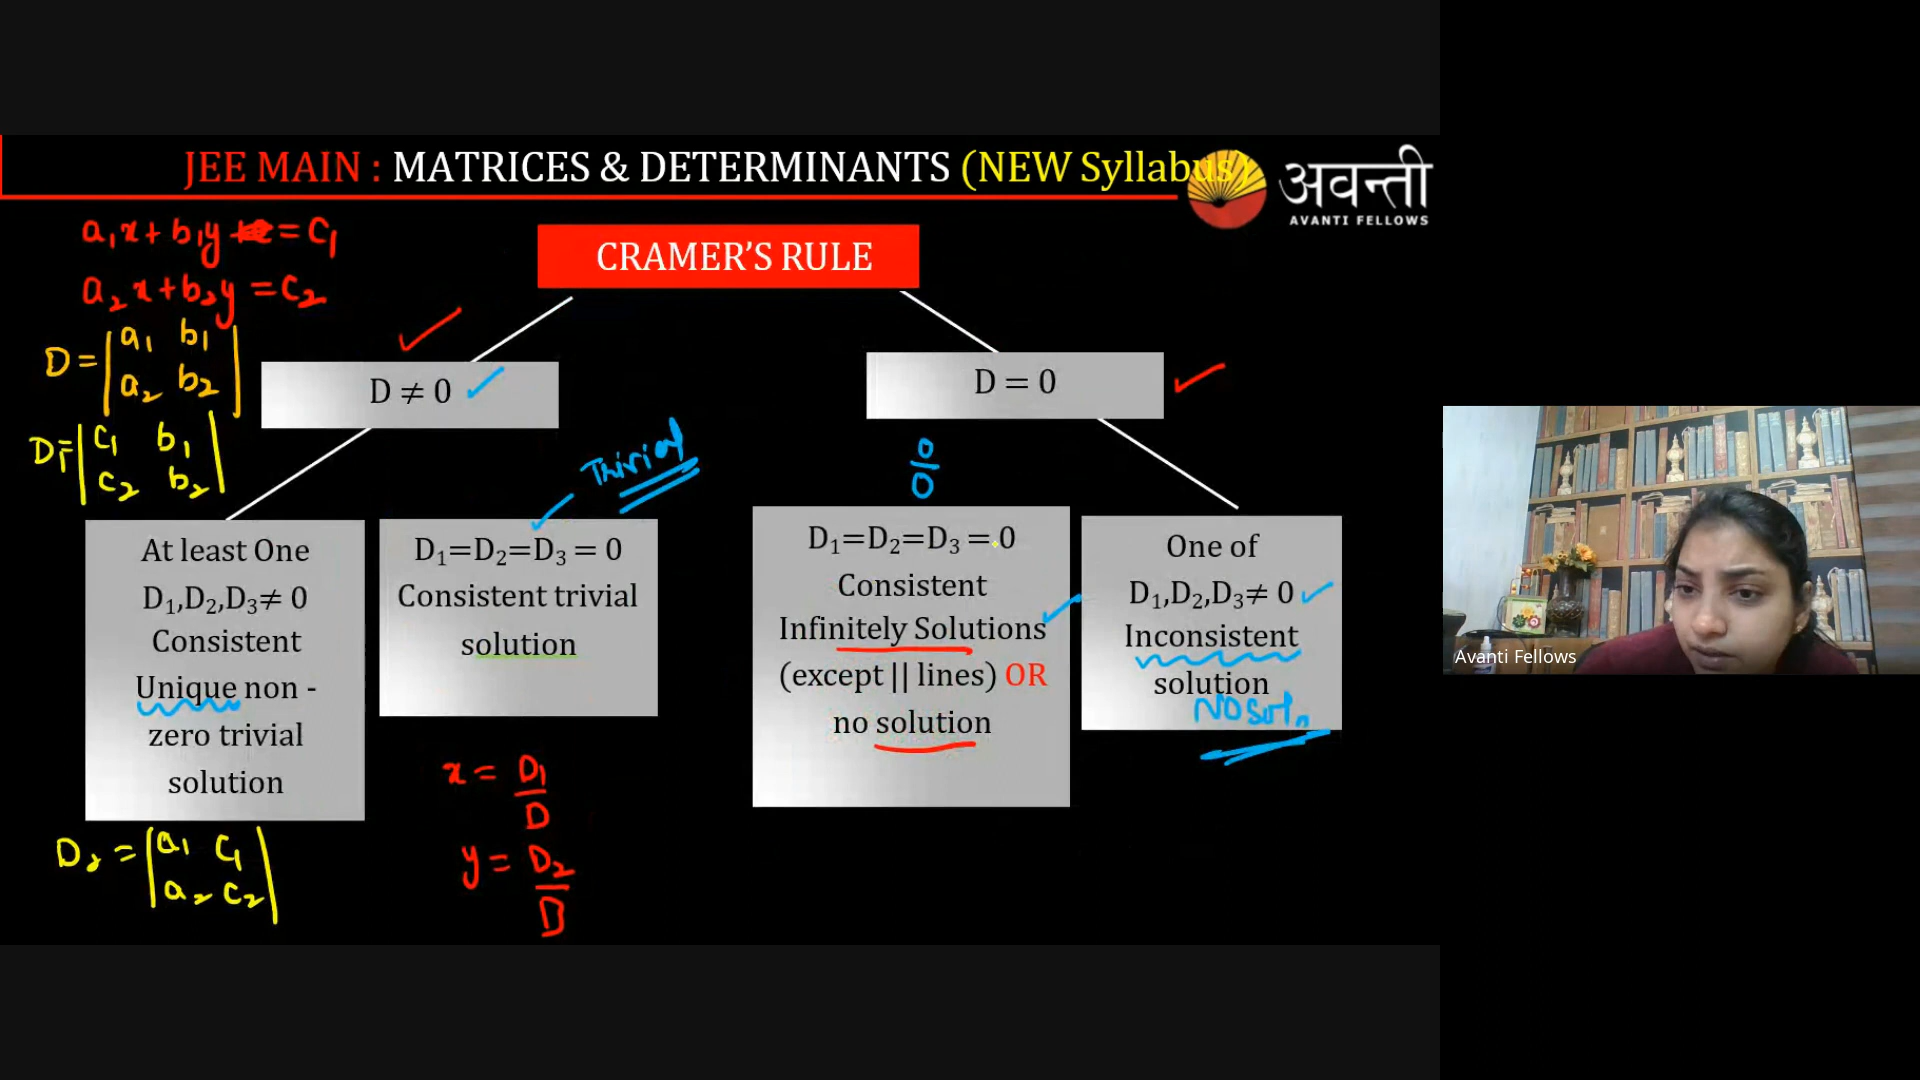 JEE MAIN : MATRICES & DETERMINANTS (NEW Syllabus)
अवन्ती
AVANTI FELLOWS
a₁x + b₁y = c₁
a₂x + b₂y = c₂
D = | a₁ b₁ |
| a₂ b₂ |
D₁ = | c₁ b₁ |
| c₂ b₂ |
CRAMER’S RULE
D ≠ 0
D = 0
Trivial
0/0
At least One
D₁,D₂,D₃≠ 0
Consistent
Unique non -
zero trivial
solution
D₁=D₂=D₃ = 0
Consistent trivial
solution
D₁=D₂=D₃ = 0
Consistent
Infinitely Solutions
(except || lines) OR
no solution
One of
D₁,D₂,D₃≠ 0
Inconsistent
solution
NO Soln
x = D₁/D
y = D₂/D
D₂ = | a₁ c₁ |
| a₂ c₂ |
Avanti Fellows